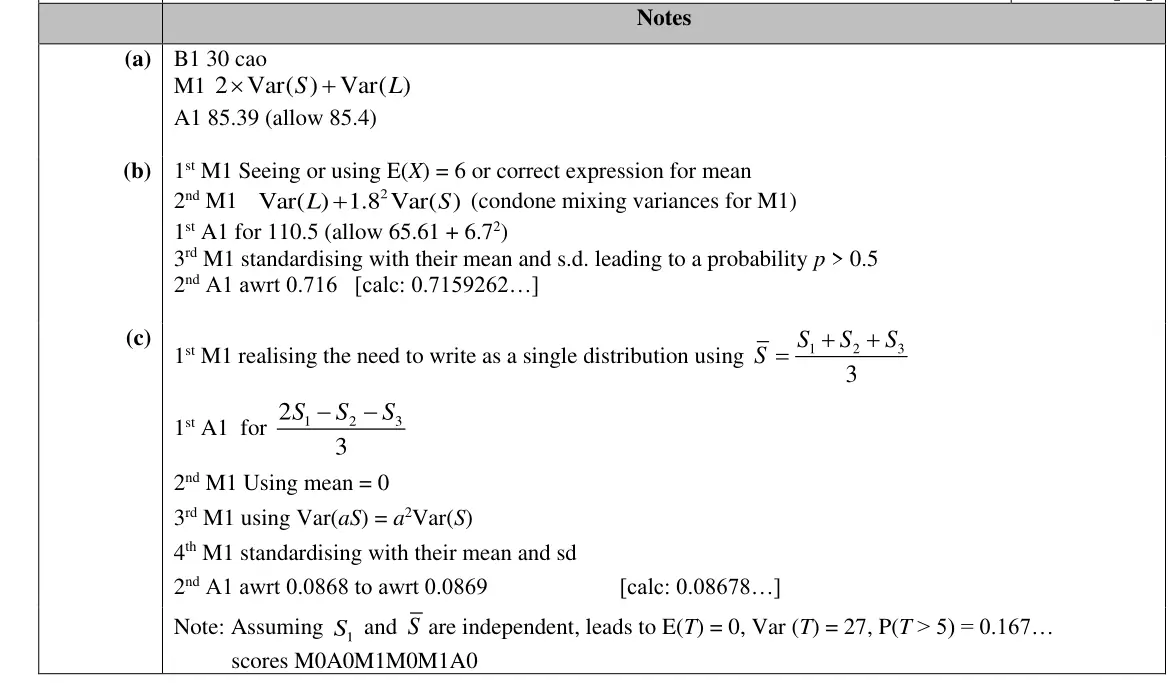 Notes
(a) B1 30 cao
M1 2 × Var(S) + Var(L)
A1 85.39 (allow 85.4)
(b) 1st M1 Seeing or using E(X) = 6 or correct expression for mean
2nd M1 Var(L) + 1.8² Var(S) (condone mixing variances for M1)
1st A1 for 110.5 (allow 65.61 + 6.7²)
3rd M1 standardising with their mean and s.d. leading to a probability p > 0.5
2nd A1 awrt 0.716 [calc: 0.7159262…]
(c) 1st M1 realising the need to write as a single distribution using S̅ = (S₁ + S₂ + S₃)/3
1st A1 for (2S₁ − S₂ − S₃)/3
2nd M1 Using mean = 0
3rd M1 using Var(aS) = a²Var(S)
4th M1 standardising with their mean and sd
2nd A1 awrt 0.0868 to awrt 0.0869 [calc: 0.08678…]
Note: Assuming S₁ and S̅ are independent, leads to E(T) = 0, Var (T) = 27, P(T > 5) = 0.167…
scores M0A0M1M0M1A0